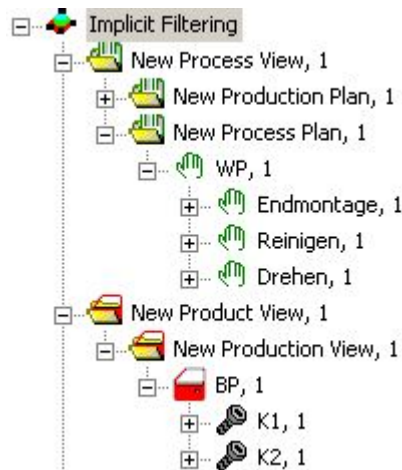 Implicit Filtering
New Process View, 1
New Production Plan, 1
New Process Plan, 1
WP, 1
Endmontage, 1
Reinigen, 1
Drehen, 1
New Product View, 1
New Production View, 1
BP, 1
K1, 1
K2, 1